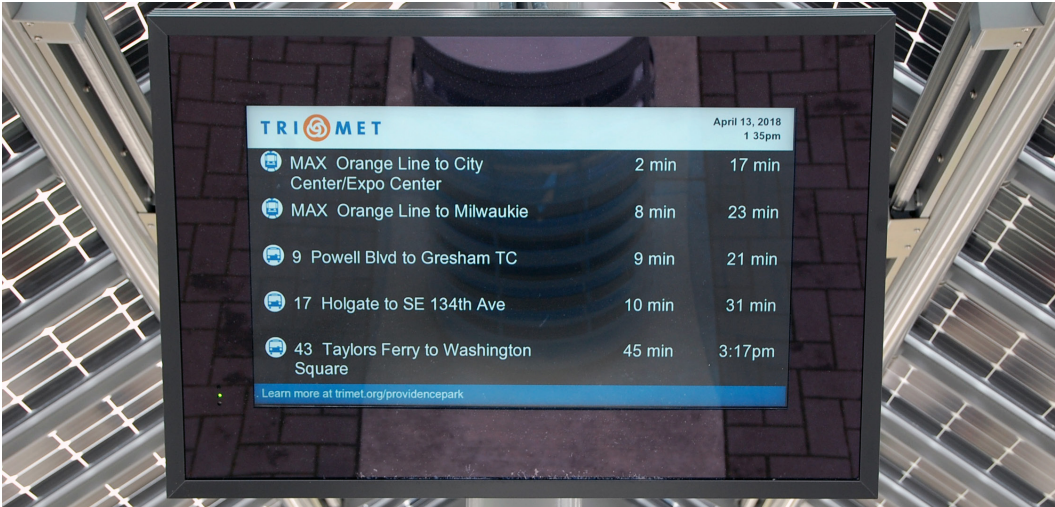 TRI MET
April 13, 2018
1 35pm
MAX Orange Line to City 2 min 17 min
Center/Expo Center
MAX Orange Line to Milwaukie 8 min 23 min
9 Powell Blvd to Gresham TC 9 min 21 min
17 Holgate to SE 134th Ave 10 min 31 min
43 Taylors Ferry to Washington 45 min 3:17pm
Square
Learn more at trimet.org/providencepark